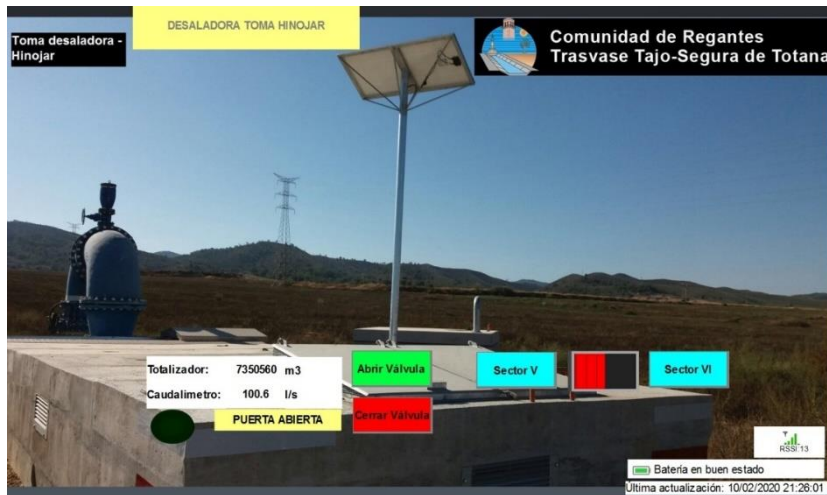 DESALADORA TOMA HINOJAR
Toma desaladora -
Hinojar
Comunidad de Regantes
Trasvase Tajo-Segura de Totana
Totalizador: 7350560 m3
Caudalimetro: 100.6 l/s
PUERTA ABIERTA
Abrir Válvula
Cerrar Válvula
Sector V
Sector VI
RSSI 13
Batería en buen estado
Última actualización: 10/02/2020 21:26:01